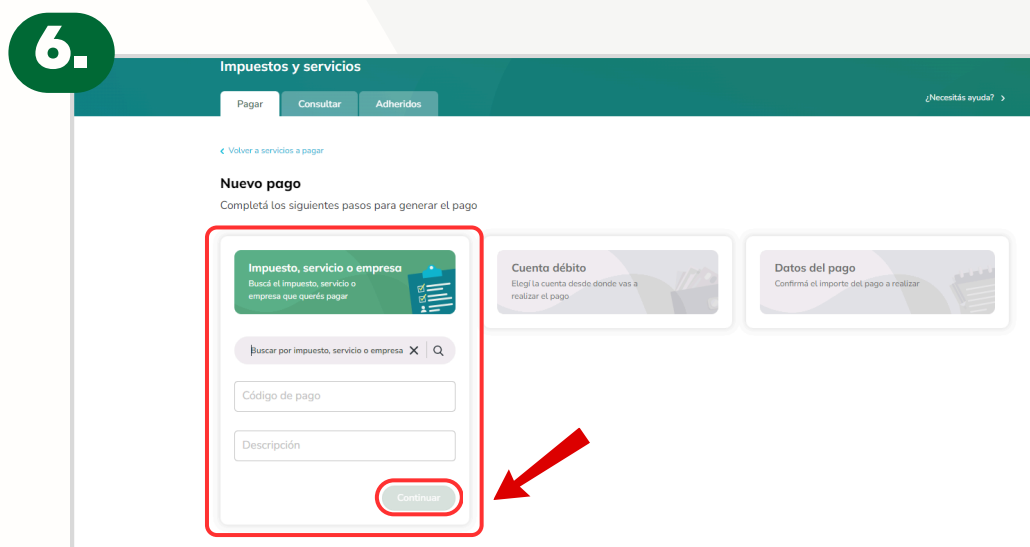 6.
Impuestos y servicios
Pagar
Consultar
Adheridos
¿Necesitás ayuda?
Volver a servicios a pagar
Nuevo pago
Completá los siguientes pasos para generar el pago
Impuesto, servicio o empresa
Buscá el impuesto, servicio o
empresa que querés pagar
Buscar por impuesto, servicio o empresa
Código de pago
Descripción
Continuar
Cuenta débito
Elegí la cuenta desde donde vas a
realizar el pago
Datos del pago
Confirmá el importe del pago a realizar